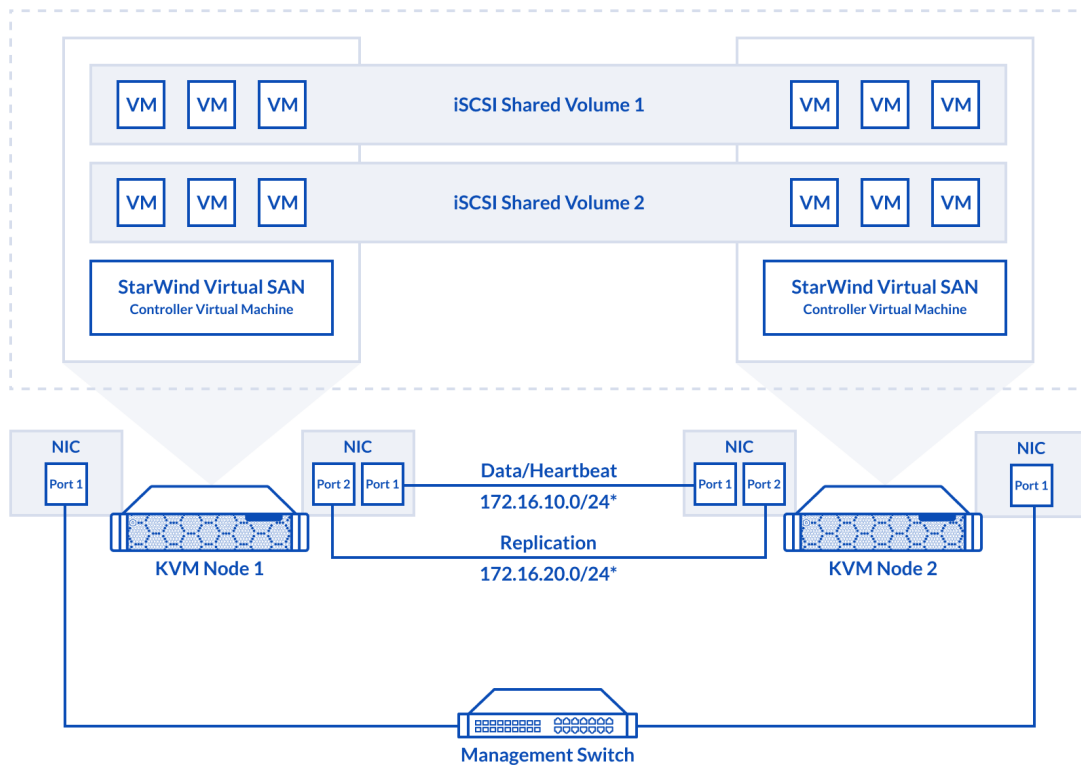 VM VM VM iSCSI Shared Volume 1 VM VM VM
VM VM VM iSCSI Shared Volume 2 VM VM VM
StarWind Virtual SAN
Controller Virtual Machine
StarWind Virtual SAN
Controller Virtual Machine
NIC
Port 1
NIC
Port 2 Port 1
Data/Heartbeat
172.16.10.0/24*
NIC
Port 1 Port 2
NIC
Port 1
Replication
172.16.20.0/24*
KVM Node 1
KVM Node 2
Management Switch